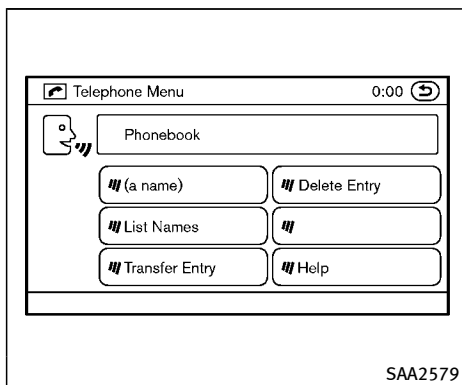 Telephone Menu 0:00
Phonebook
(a name)
Delete Entry
List Names
Transfer Entry
Help
SAA2579